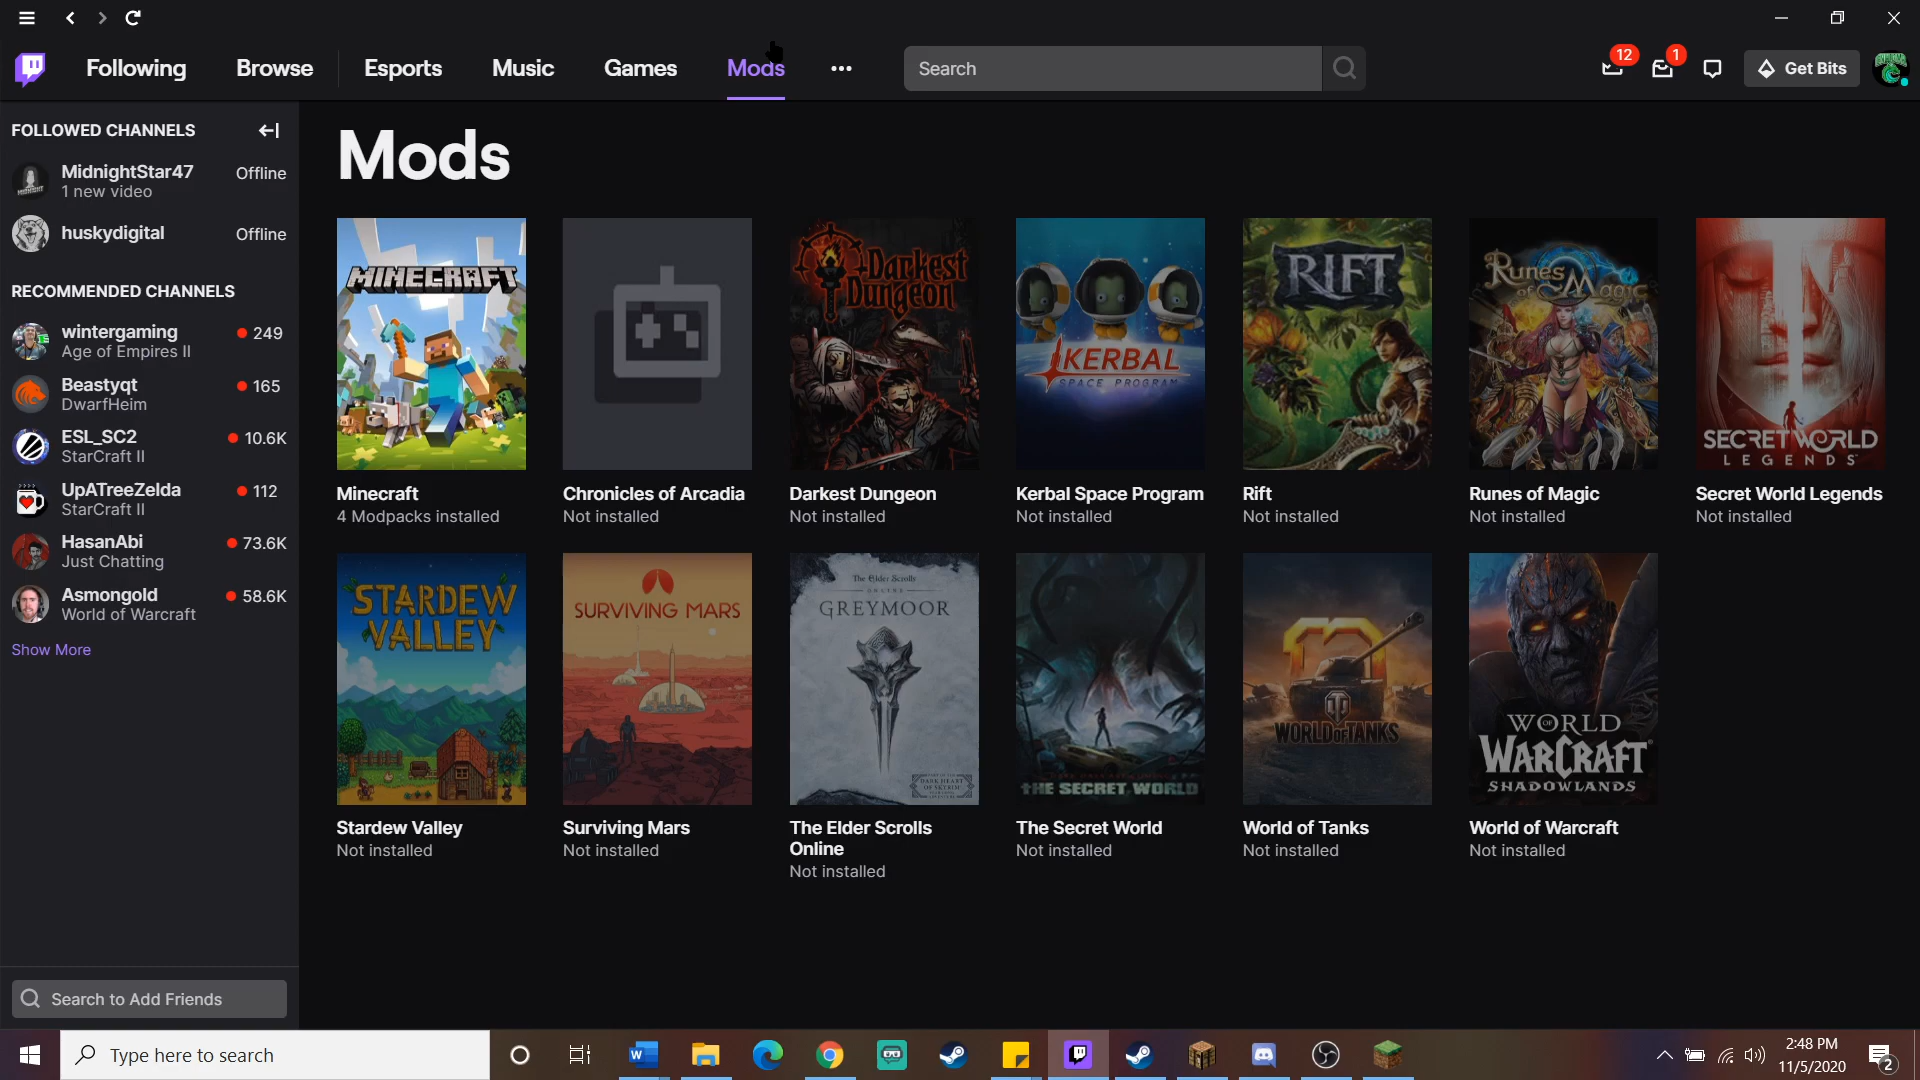 Following
Browse
Esports
Music
Games
Mods
Search
12
1
Get Bits
FOLLOWED CHANNELS
MidnightStar47
Offline
1 new video
huskydigital
Offline
RECOMMENDED CHANNELS
wintergaming
249
Age of Empires II
Beastyqt
165
DwarfHeim
ESL_SC2
10.6K
StarCraft II
UpATreeZelda
112
StarCraft II
HasanAbi
73.6K
Just Chatting
Asmongold
58.6K
World of Warcraft
Show More
Search to Add Friends
Mods
MINECRAFT
Minecraft
4 Modpacks installed
Chronicles of Arcadia
Not installed
Darkest
Dungeon
Darkest Dungeon
Not installed
KERBAL
SPACE PROGRAM
Kerbal Space Program
Not installed
RIFT
Rift
Not installed
Runes
of Magic
Runes of Magic
Not installed
SECRET WORLD
LEGENDS
Secret World Legends
Not installed
STARDEW
VALLEY
Stardew Valley
Not installed
SURVIVING MARS
Surviving Mars
Not installed
The Elder Scrolls
ONLINE
GREYMOOR
DARK HEART
OF SKYRIM
The Elder Scrolls
Online
Not installed
THE SECRET WORLD
The Secret World
Not installed
WORLD OF TANKS
World of Tanks
Not installed
WORLD
OF
WARCRAFT
SHADOWLANDS
World of Warcraft
Not installed
Type here to search
2:48 PM
11/5/2020
2